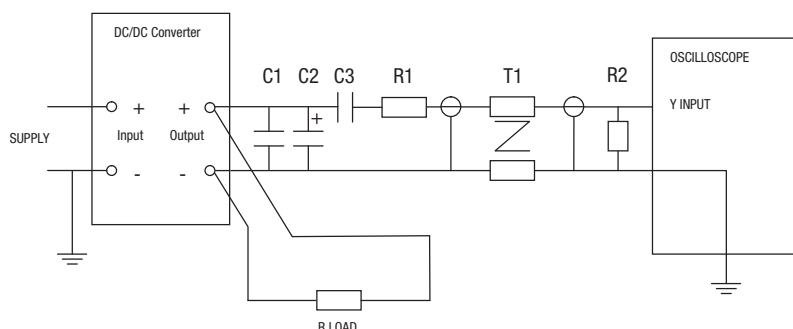 DC/DC Converter
C1 C2 C3 R1 T1 R2
OSCILLOSCOPE
+ + +
Y INPUT
SUPPLY Input Output
- -
R LOAD